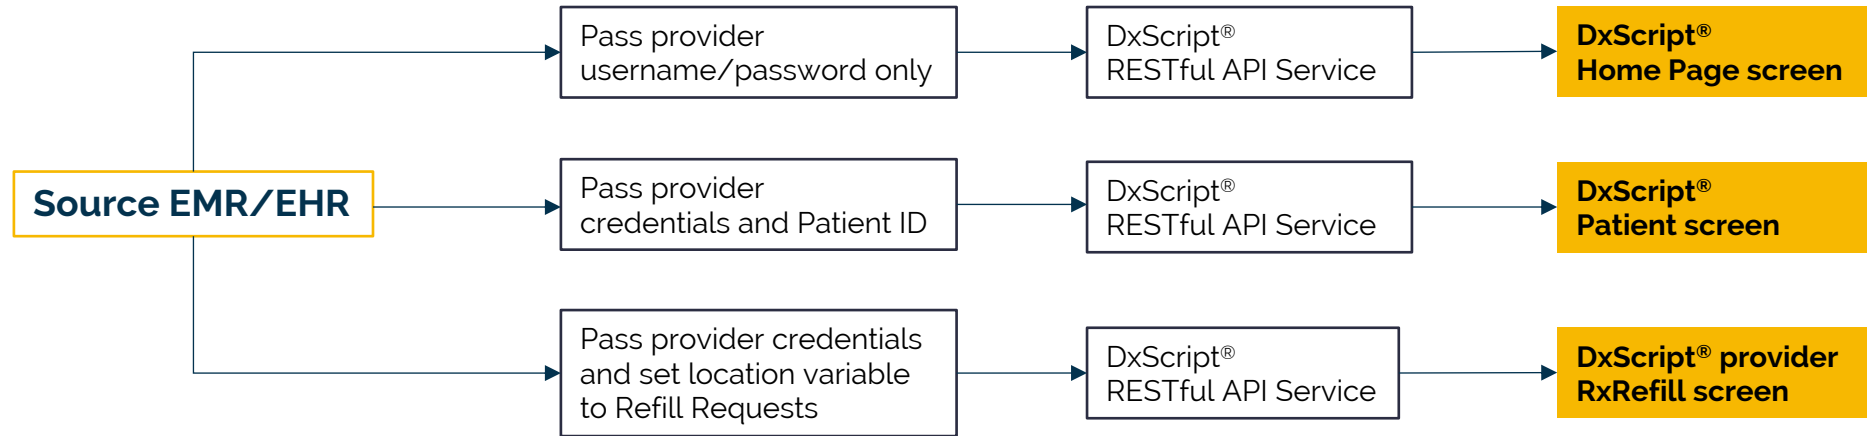 Source EMR/EHR
Pass provider
username/password only
DxScript®
RESTful API Service
DxScript®
Home Page screen
Pass provider
credentials and Patient ID
DxScript®
RESTful API Service
DxScript®
Patient screen
Pass provider credentials
and set location variable
to Refill Requests
DxScript®
RESTful API Service
DxScript® provider
RxRefill screen